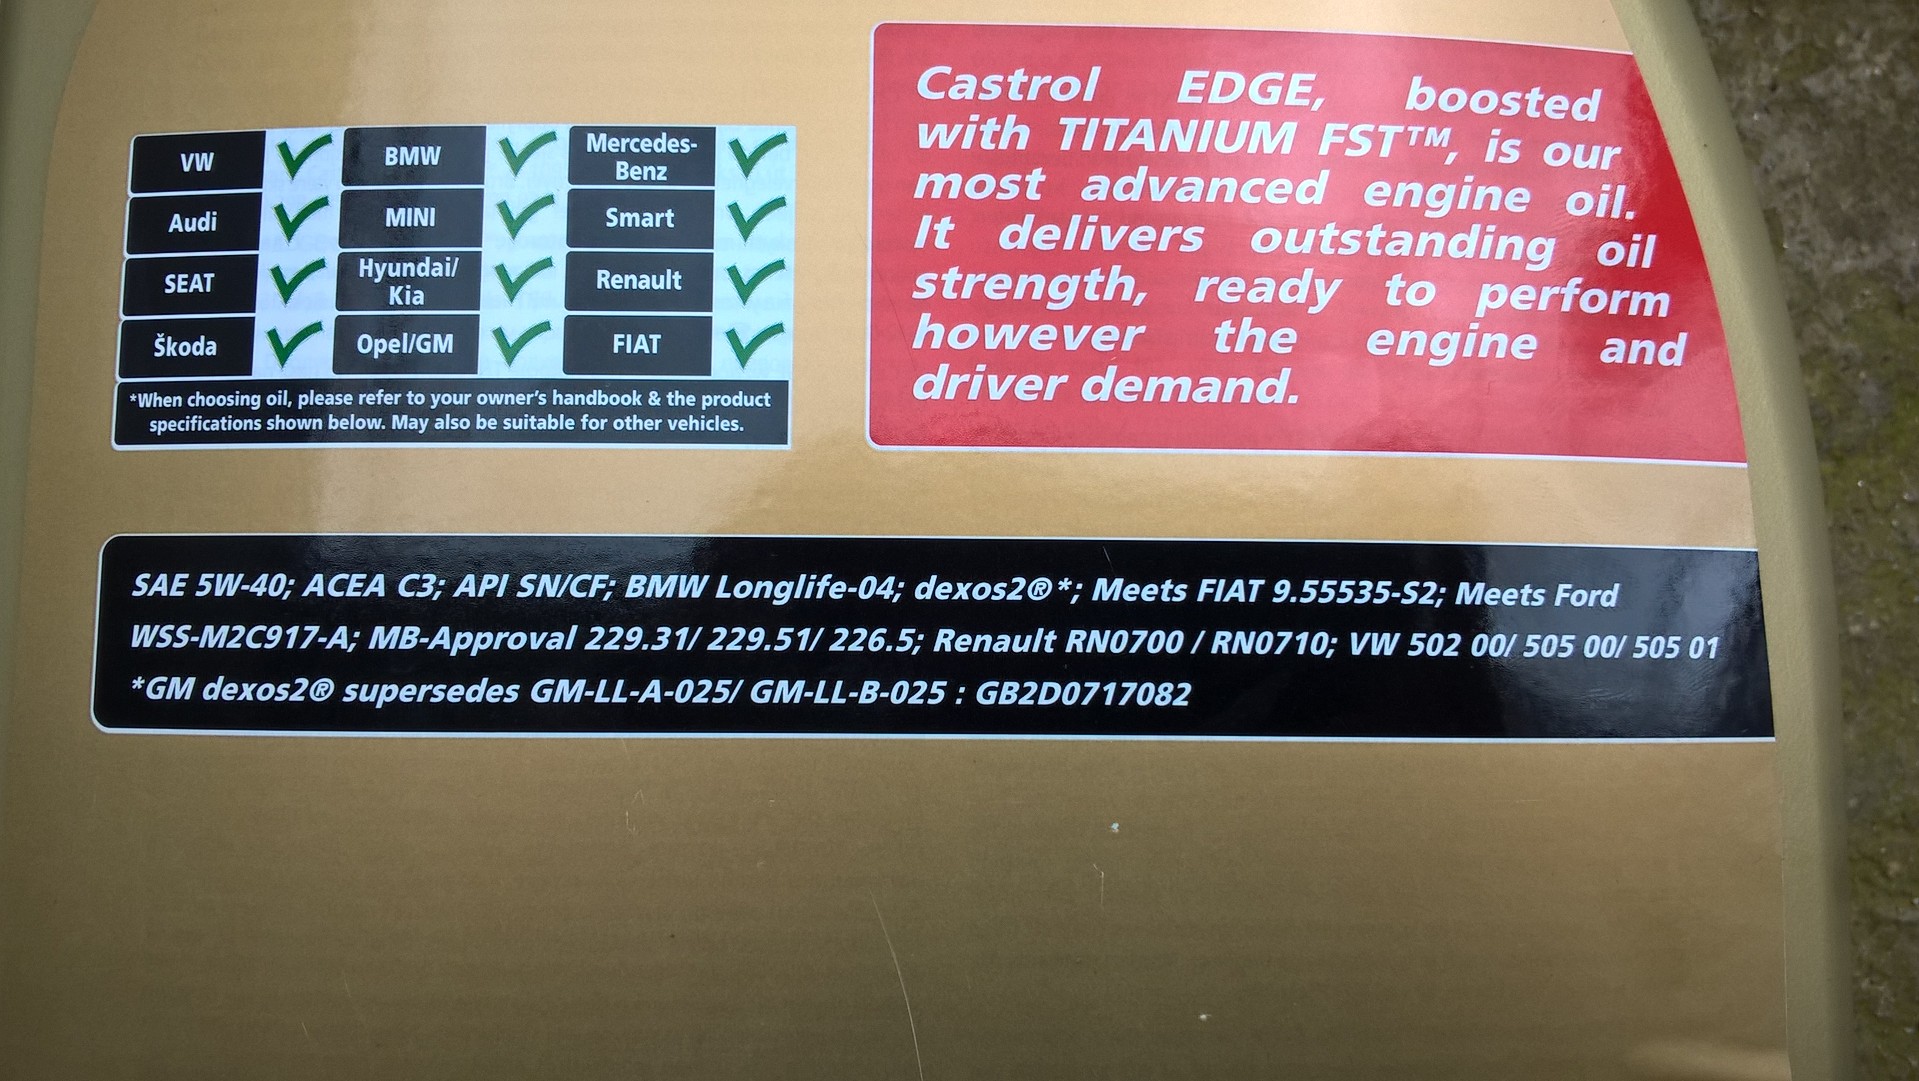 VW
BMW
Mercedes-
Benz
Audi
MINI
Smart
SEAT
Hyundai/
Kia
Renault
Škoda
Opel/GM
FIAT
*When choosing oil, please refer to your owner's handbook & the product
specifications shown below. May also be suitable for other vehicles.
Castrol EDGE, boosted
with TITANIUM FST™, is our
most advanced engine oil.
It delivers outstanding oil
strength, ready to perform
however the engine and
driver demand.
SAE 5W-40; ACEA C3; API SN/CF; BMW Longlife-04; dexos2®*; Meets FIAT 9.55535-S2; Meets Ford
WSS-M2C917-A; MB-Approval 229.31/ 229.51/ 226.5; Renault RN0700 / RN0710; VW 502 00/ 505 00/ 505 01
*GM dexos2® supersedes GM-LL-A-025/ GM-LL-B-025 : GB2D0717082